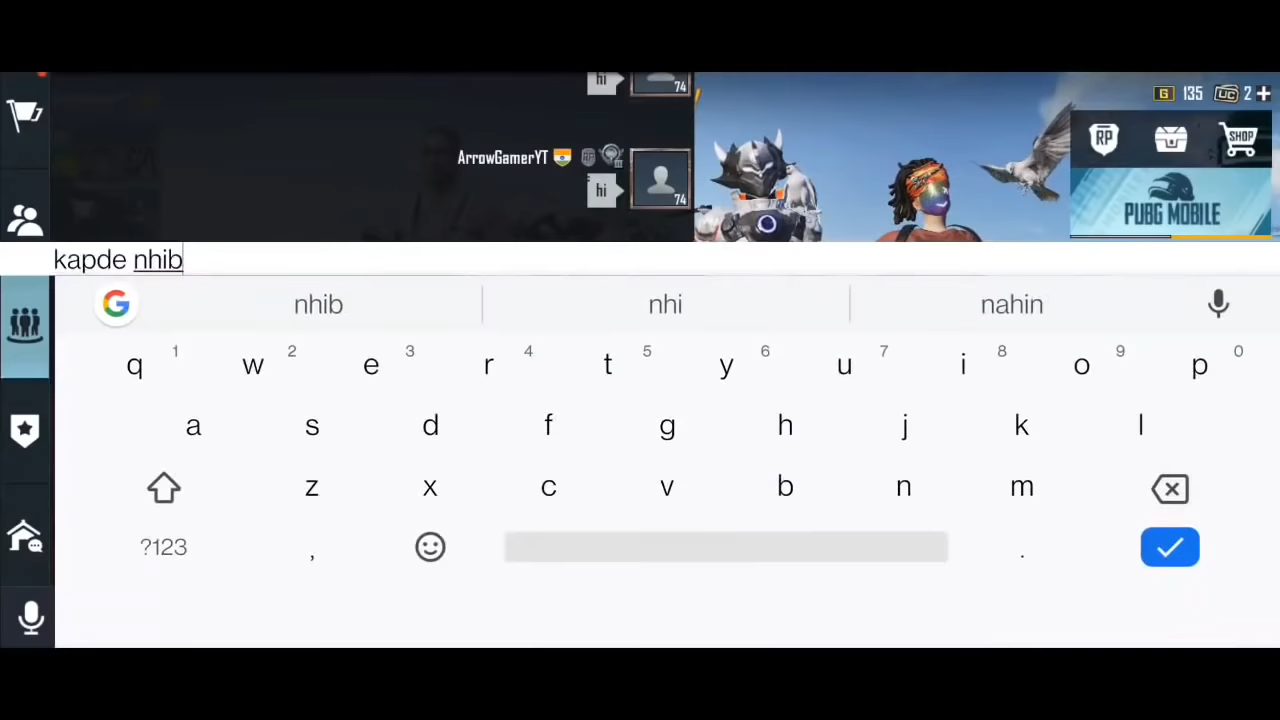 hi
74
ArrowGamerYT
hi
74
G 135 UC 2
RP
SHOP
PUBG MOBILE
kapde nhib
nhib nhi nahin
q 1 w 2 e 3 r 4 t 5 y 6 u 7 i 8 o 9 p 0
a s d f g h j k l
z x c v b n m
?123 , .